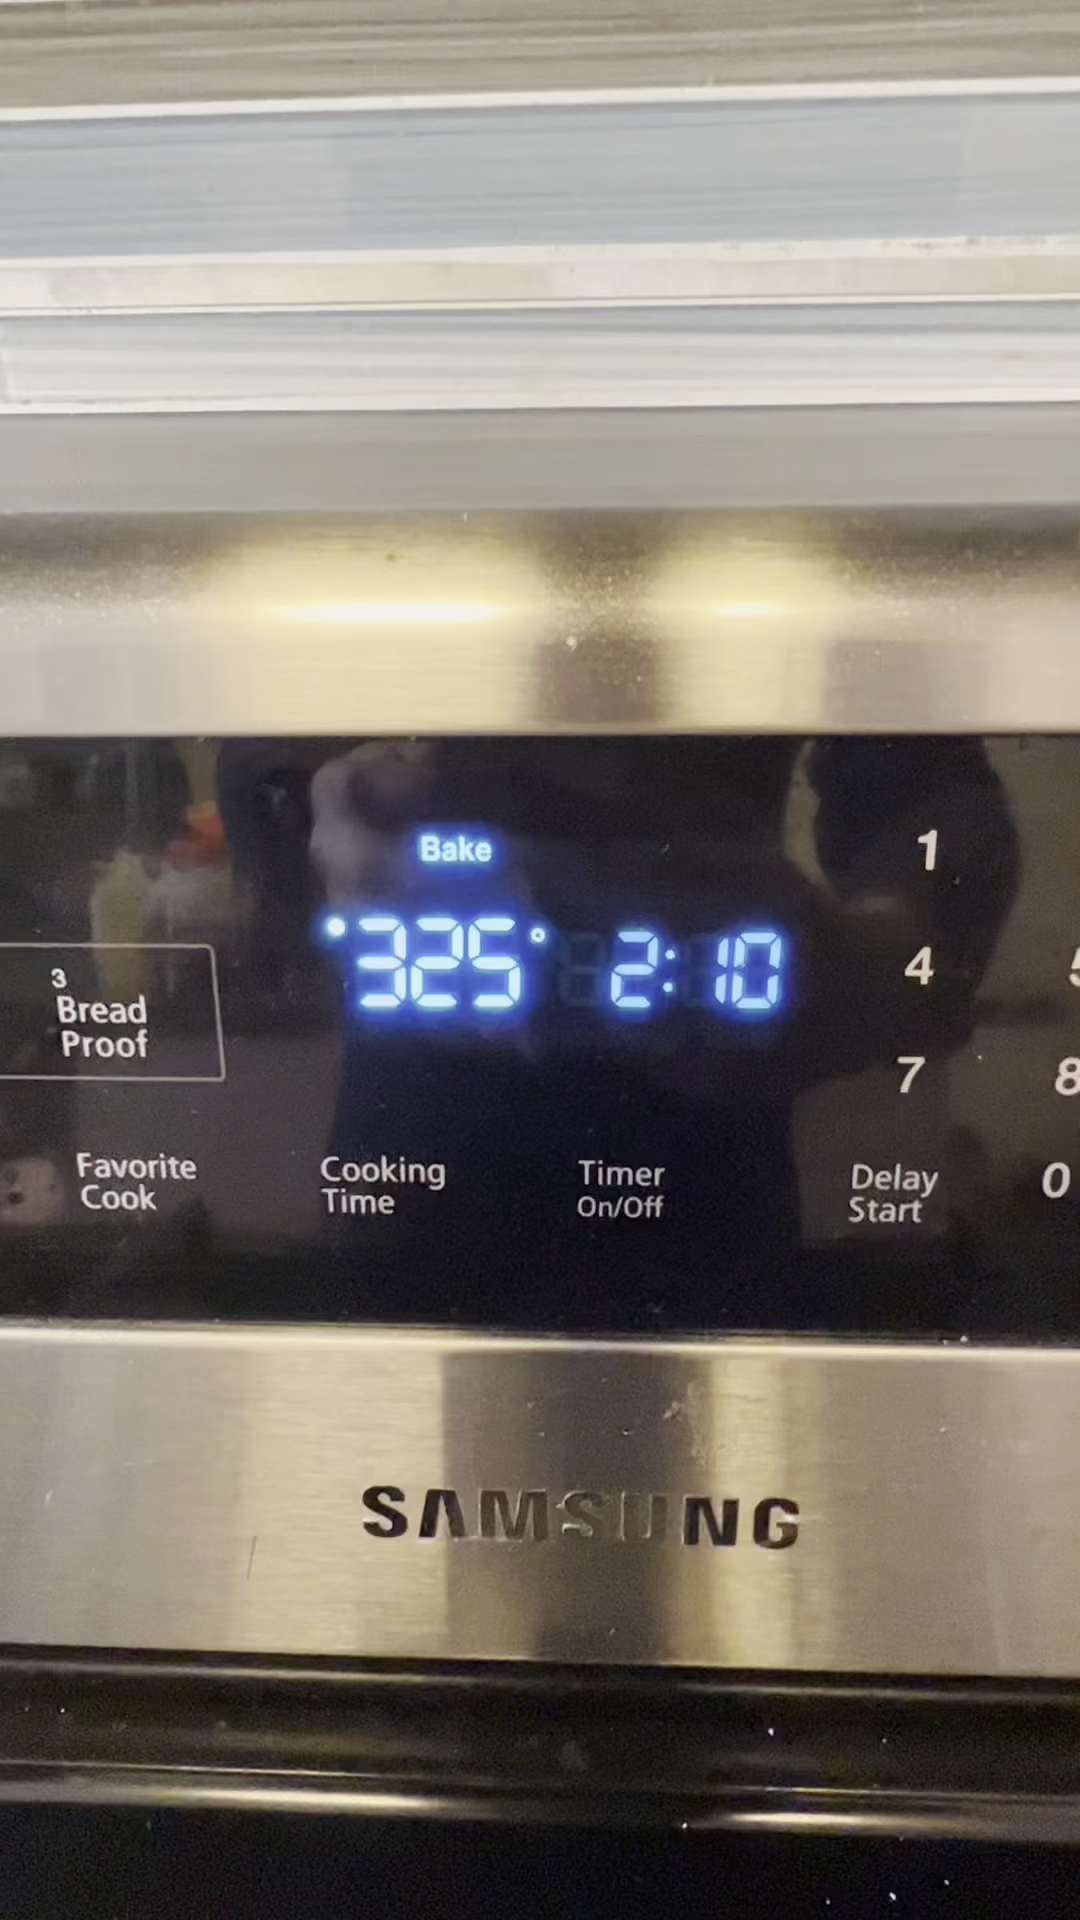 Bake
325° 2:10
1
4
7
8
0
3
Bread
Proof
Favorite
Cook
Cooking
Time
Timer
On/Off
Delay
Start
SAMSUNG